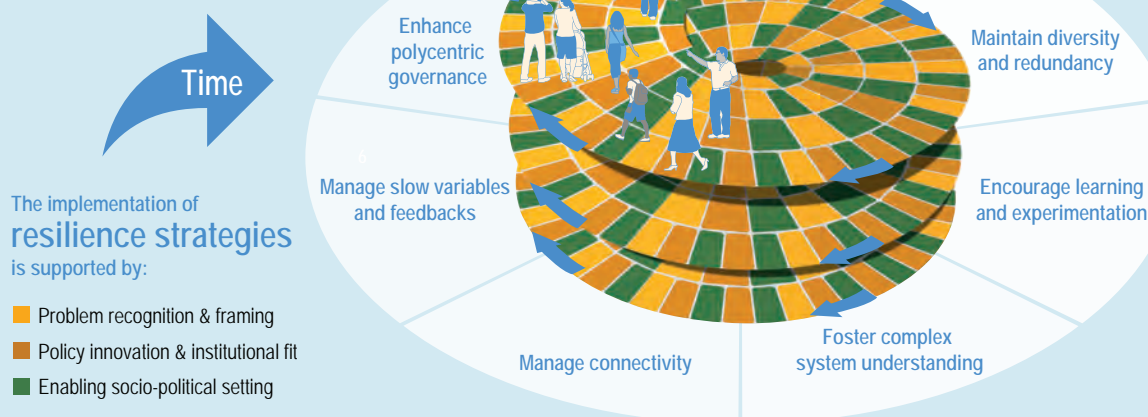 Time
The implementation of
resilience strategies
is supported by:
Problem recognition & framing
Policy innovation & institutional fit
Enabling socio-political setting
Enhance
polycentric
governance
Maintain diversity
and redundancy
6
Manage slow variables
and feedbacks
Encourage learning
and experimentation
Manage connectivity
Foster complex
system understanding